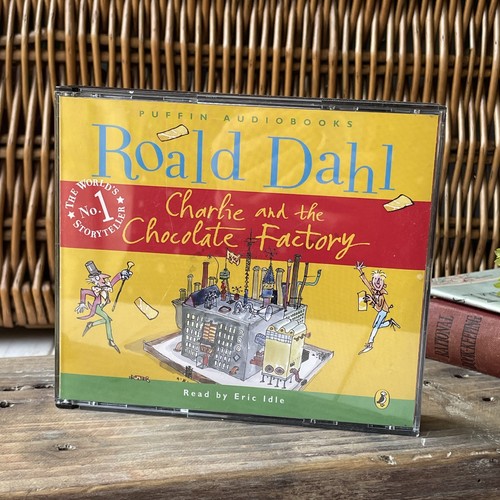 PUFFIN AUDIOBOOKS
Roald Dahl
THE WORLD'S
No. 1
STORYTELLER
Charlie and the
Chocolate Factory
Read by Eric Idle